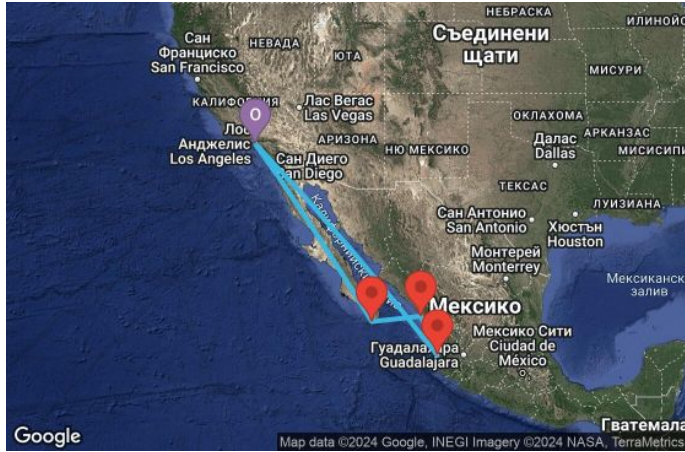 НЕБРАСКА
ИЛИНОЙС
Сан
Франциско
San Francisco
НЕВАДА
ЮТА
Съединени
щати
МИСУРИ
КАЛИФОРНИЯ
Лас Вегас
Las Vegas
O
Лос
Анджелис
Los Angeles
АРИЗОНА
НЮ МЕКСИКО
ОКЛАХОМА
АРКАНЗАС
Далас
Dallas
МИСИСИПИ
Сан Диего
San Diego
ТЕКСАС
ЛУИЗИАНА
Сан Антонио
San Antonio
Хюстън
Houston
Монтерей
Monterrey
Мексикански
залив
Мексико
Гуадалахара
Guadalajara
Мексико Сити
Ciudad de
México
Гватемала
Google
Map data ©2024 Google, INEGI Imagery ©2024 NASA, TerraMetrics